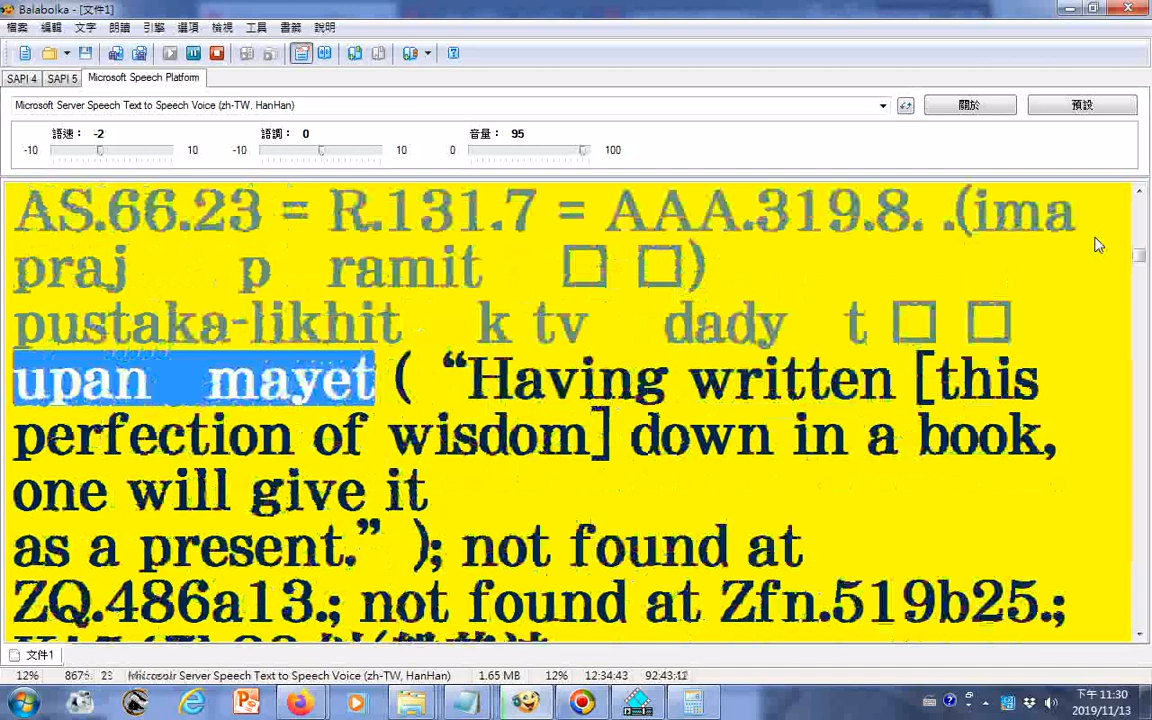 Balabolka - [文件1]
檔案 編輯 文字 朗讀 引擎 選項 檢視 工具 書籤 說明
SAPI 4 SAPI 5 Microsoft Speech Platform
Microsoft Server Speech Text to Speech Voice (zh-TW, HanHan) 關於 預設
語速： -2 語調： 0 音量： 95
-10 10 -10 10 0 100
AS.66.23 = R.131.7 = AAA.319.8. .(ima
praj p ramit □ □)
pustaka-likhit k tv dady t □ □
upan mayet ( “Having written [this
perfection of wisdom] down in a book,
one will give it
as a present.” ); not found at
ZQ.486a13.; not found at Zfn.519b25.;
文件1
12% 867% 23 Microsoft Server Speech Text to Speech Voice (zh-TW, HanHan) 1.65 MB 12% 12:34:43 92:43:12
下午 11:30
2019/11/13